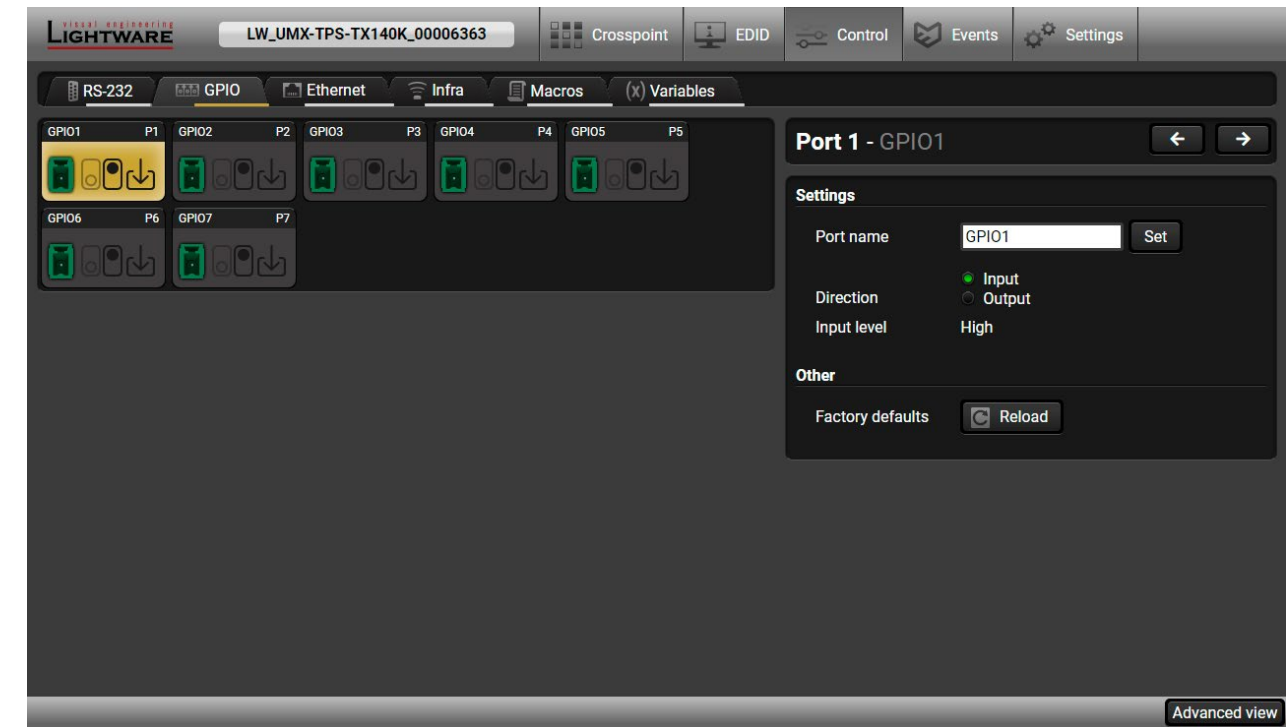 visual engineering
LIGHTWARE
LW_UMX-TPS-TX140K_00006363
Crosspoint
EDID
Control
Events
Settings
RS-232
GPIO
Ethernet
Infra
Macros
(x) Variables
GPIO1 P1
GPIO2 P2
GPIO3 P3
GPIO4 P4
GPIO5 P5
GPIO6 P6
GPIO7 P7
Port 1 - GPIO1
Settings
Port name GPIO1 Set
Input
Direction Output
Input level High
Other
Factory defaults Reload
Advanced view